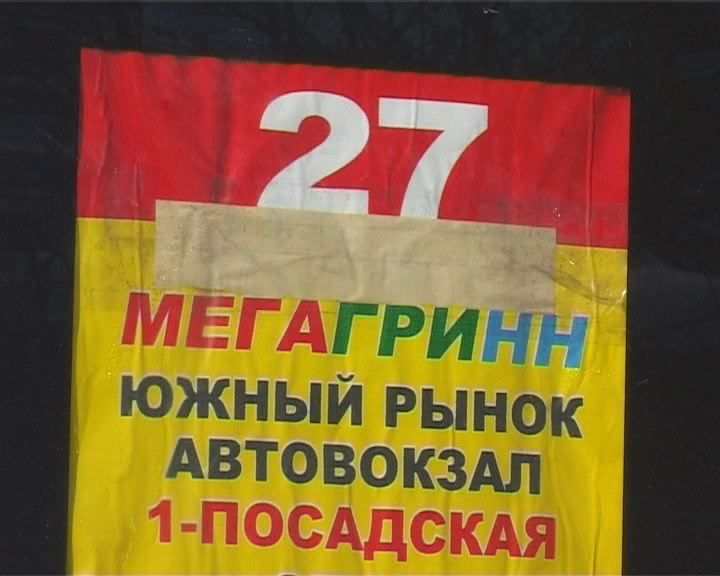 27
МЕГАГРИНН
ЮЖНЫЙ РЫНОК
АВТОВОКЗАЛ
1-ПОСАДСКАЯ